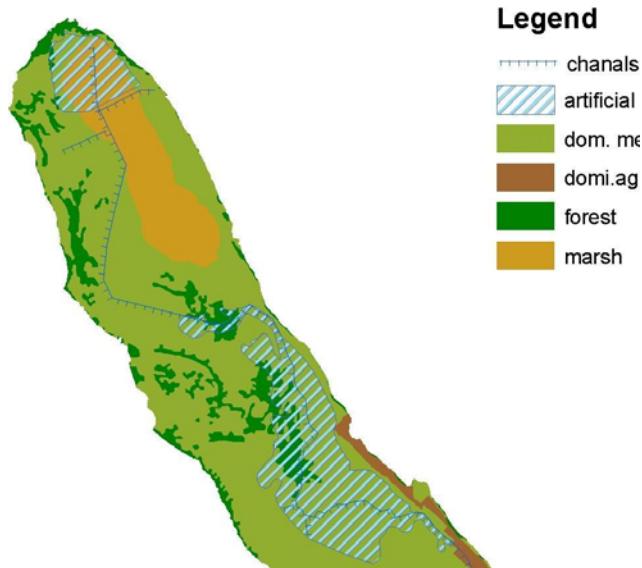 Legend
chanals
artificial
dom. me
domi.ag
forest
marsh